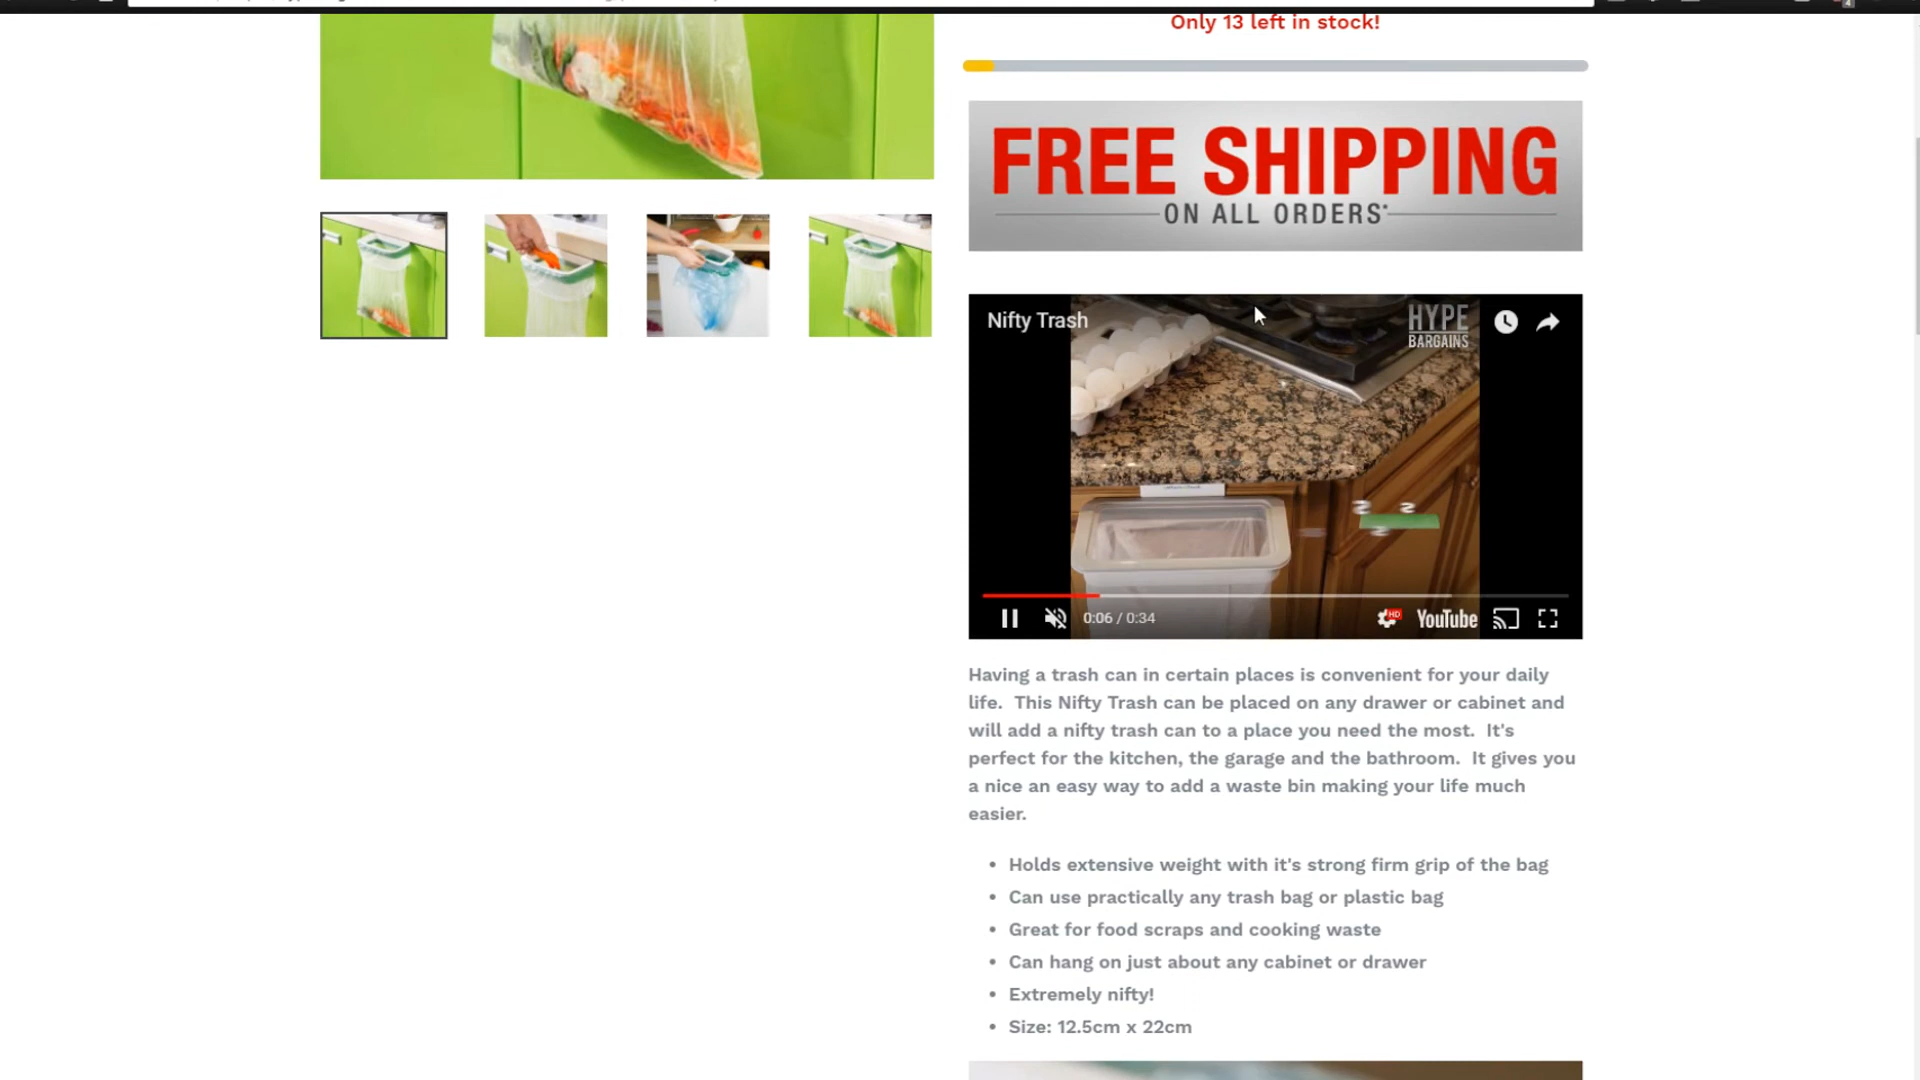 Only 13 left in stock!
FREE SHIPPING
ON ALL ORDERS*
Nifty Trash
HYPE
BARGAINS
0:06 / 0:34
HD
YouTube
Having a trash can in certain places is convenient for your daily
life. This Nifty Trash can be placed on any drawer or cabinet and
will add a nifty trash can to a place you need the most. It's
perfect for the kitchen, the garage and the bathroom. It gives you
a nice an easy way to add a waste bin making your life much
easier.
• Holds extensive weight with it's strong firm grip of the bag
• Can use practically any trash bag or plastic bag
• Great for food scraps and cooking waste
• Can hang on just about any cabinet or drawer
• Extremely nifty!
• Size: 12.5cm x 22cm